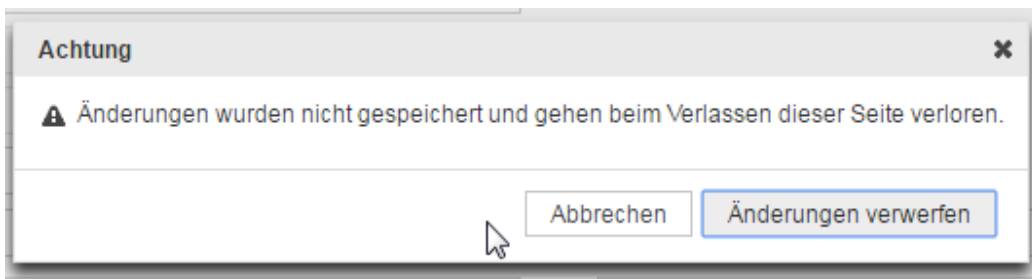 Achtung
Änderungen wurden nicht gespeichert und gehen beim Verlassen dieser Seite verloren.
Abbrechen
Änderungen verwerfen